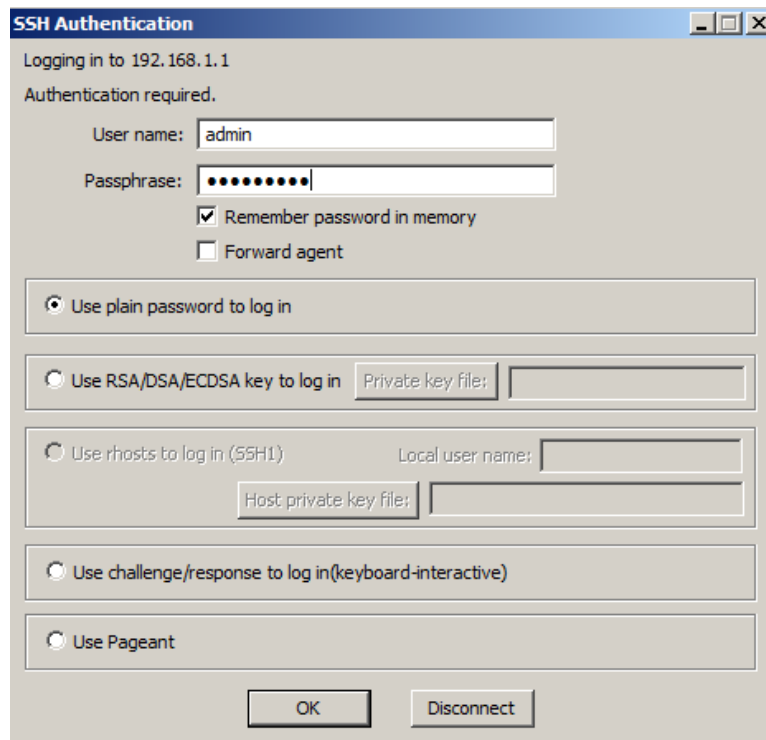 SSH Authentication
Logging in to 192.168.1.1
Authentication required.
User name: admin
Passphrase: ●●●●●●●●●
Remember password in memory
Forward agent
Use plain password to log in
Use RSA/DSA/ECDSA key to log in Private key file:
Use rhosts to log in (SSH1) Local user name:
Host private key file:
Use challenge/response to log in(keyboard-interactive)
Use Pageant
OK Disconnect